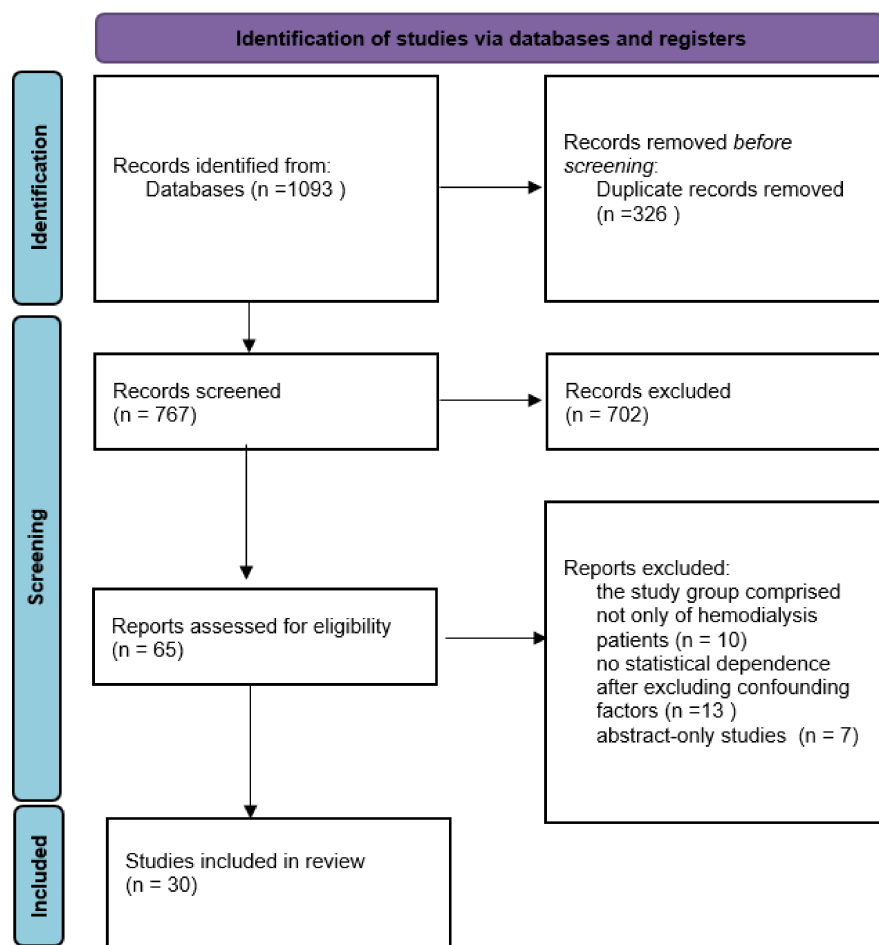 Identification of studies via databases and registers
Identification
Records identified from:
Databases (n =1093 )
Records removed before
screening:
Duplicate records removed
(n =326 )
Screening
Records screened
(n = 767)
Records excluded
(n = 702)
Reports assessed for eligibility
(n = 65)
Reports excluded:
the study group comprised
not only of hemodialysis
patients (n = 10)
no statistical dependence
after excluding confounding
factors (n =13 )
abstract-only studies  (n = 7)
Included
Studies included in review
(n = 30)